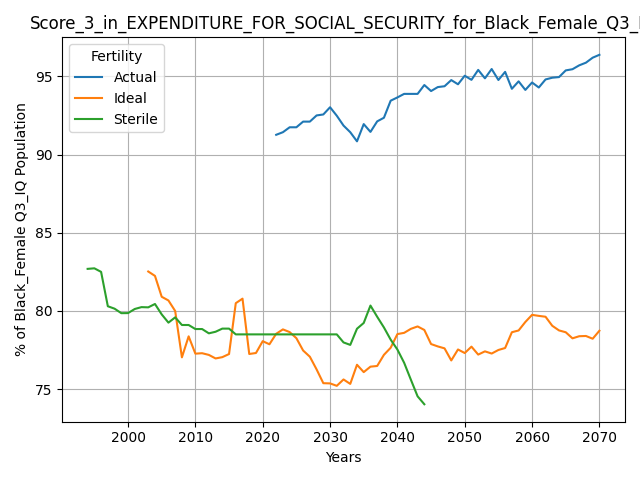 Score_3_in_EXPENDITURE_FOR_SOCIAL_SECURITY_for_Black_Female_Q3_
Fertility
Actual
Ideal
Sterile
% of Black_Female Q3_IQ Population
95
90
85
80
75
2000
2010
2020
2030
2040
2050
2060
2070
Years